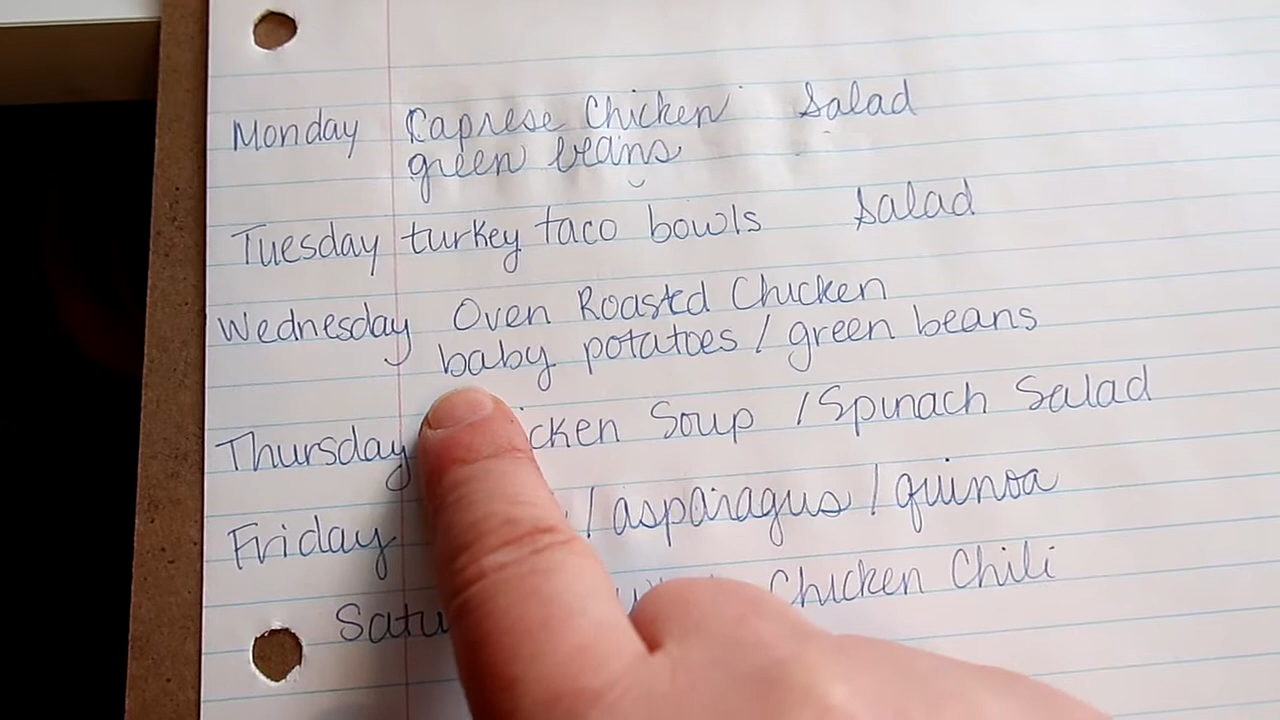 Monday Caprese Chicken Salad
green beans
Tuesday turkey taco bowls Salad
Wednesday Oven Roasted Chicken
baby potatoes / green beans
Thursday Soup / Spinach Salad
Friday / asparagus / quinoa
Chicken Chili